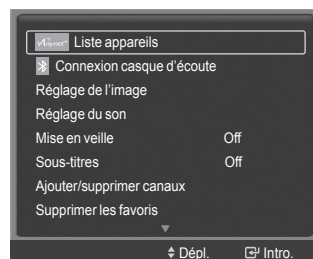 Anynet+ Liste appareils
Connexion casque d'écoute
Réglage de l'image
Réglage du son
Mise en veille Off
Sous-titres Off
Ajouter/supprimer canaux
Supprimer les favoris
Dépl. Intro.